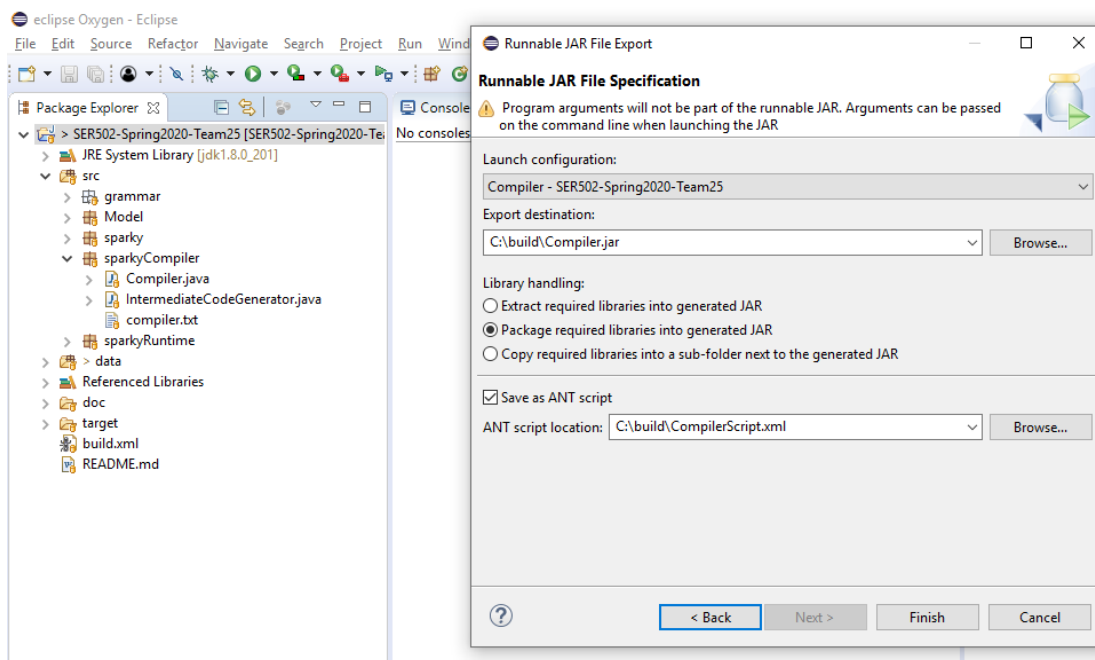 eclipse Oxygen - Eclipse
File Edit Source Refactor Navigate Search Project Run Wind
Package Explorer
> SER502-Spring2020-Team25 [SER502-Spring2020-Te
JRE System Library [jdk1.8.0_201]
src
grammar
Model
sparky
sparkyCompiler
Compiler.java
IntermediateCodeGenerator.java
compiler.txt
sparkyRuntime
> data
Referenced Libraries
doc
target
build.xml
README.md
Console
No consoles
Runnable JAR File Export
Runnable JAR File Specification
Program arguments will not be part of the runnable JAR. Arguments can be passed
on the command line when launching the JAR
Launch configuration:
Compiler - SER502-Spring2020-Team25
Export destination:
C:\build\Compiler.jar Browse...
Library handling:
Extract required libraries into generated JAR
Package required libraries into generated JAR
Copy required libraries into a sub-folder next to the generated JAR
Save as ANT script
ANT script location: C:\build\CompilerScript.xml Browse...
? < Back Next > Finish Cancel